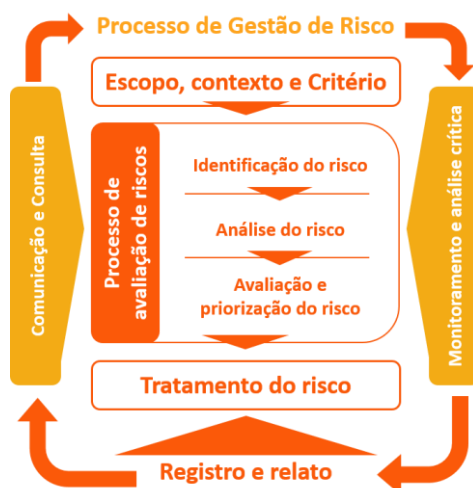 Processo de Gestão de Risco
Escopo, contexto e Critério
Comunicação e Consulta
Processo de
avaliação de riscos
Identificação do risco
Análise do risco
Avaliação e
priorização do risco
Monitoramento e análise crítica
Tratamento do risco
Registro e relato